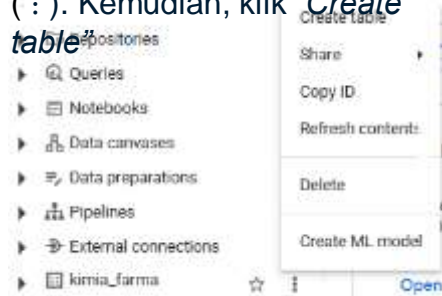 ( : ). Kemudian, klik "Create
table"
Repositories
Queries
Notebooks
Data canvases
Data preparations
Pipelines
External connections
kimia_farma
Create table
Share
Copy ID
Refresh contents
Delete
Create ML model
Open